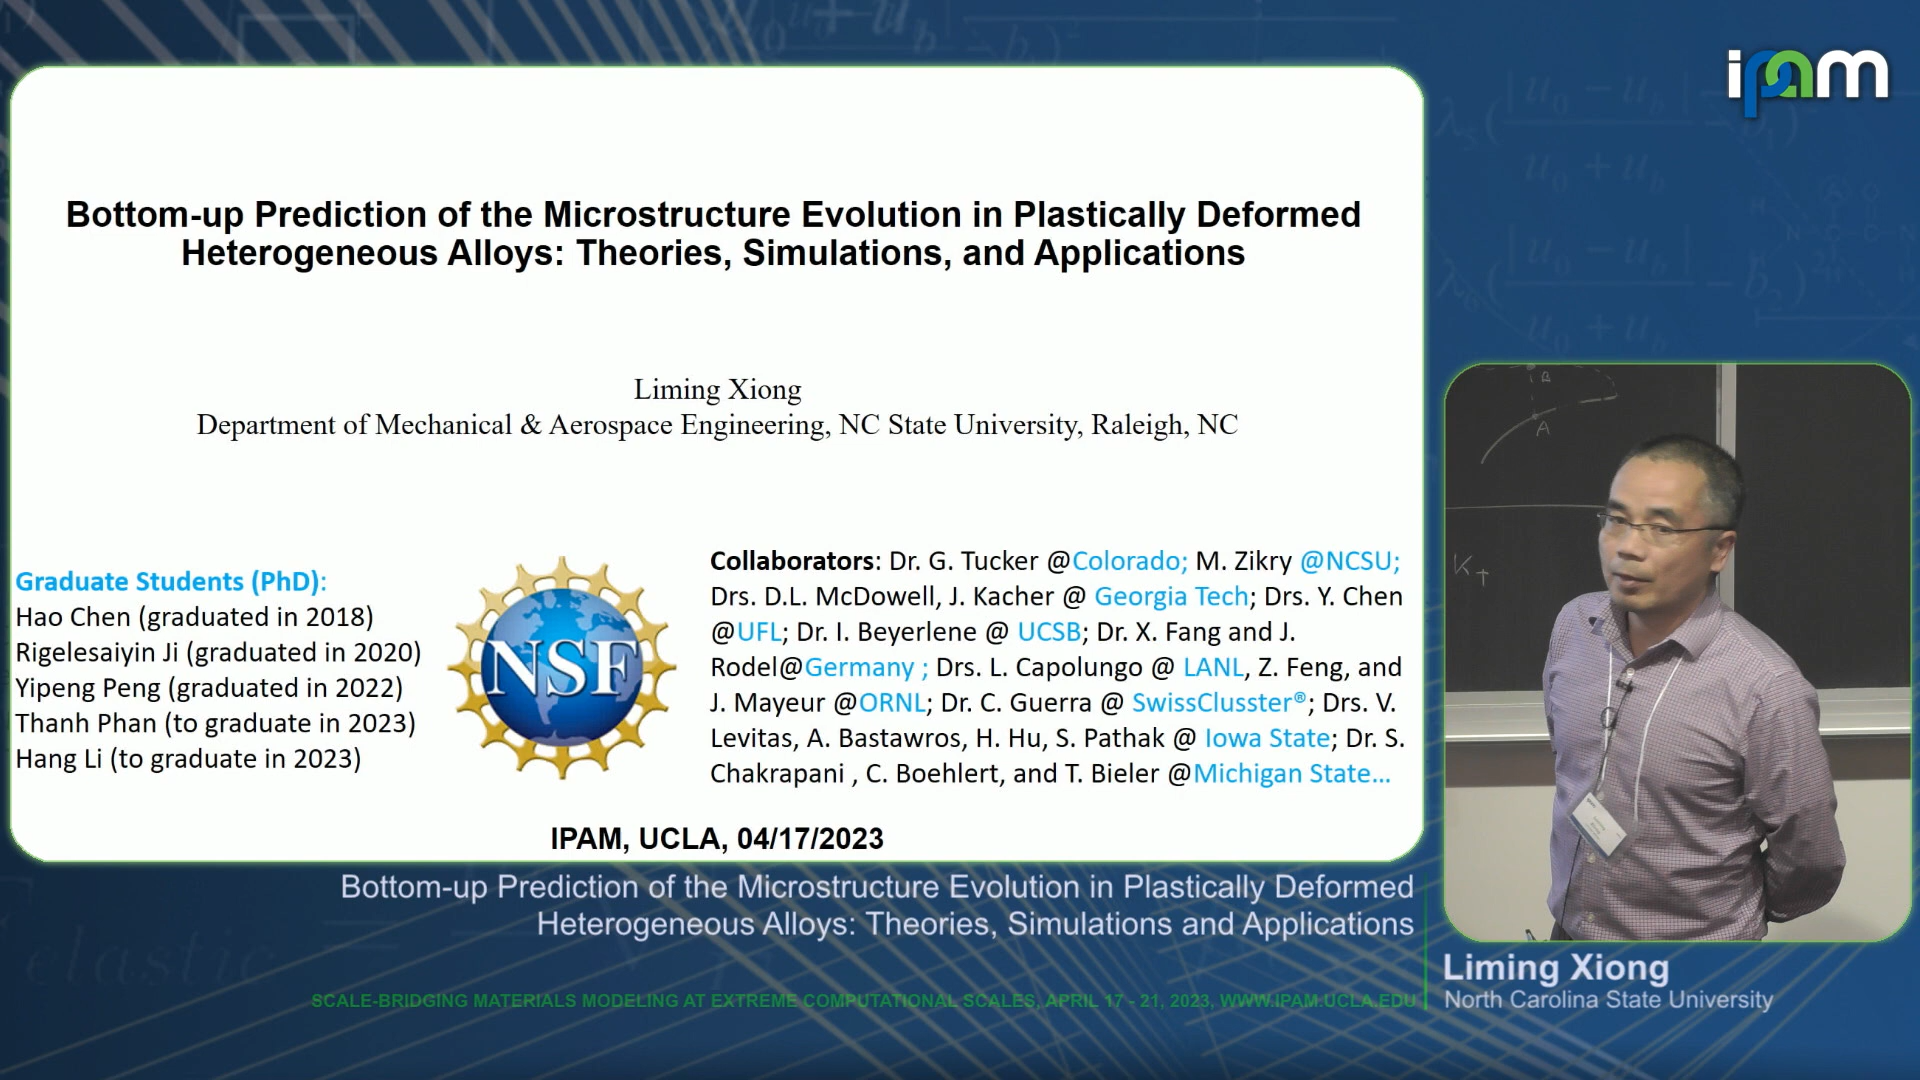 ipam
Bottom-up Prediction of the Microstructure Evolution in Plastically Deformed
Heterogeneous Alloys: Theories, Simulations, and Applications
Liming Xiong
Department of Mechanical & Aerospace Engineering, NC State University, Raleigh, NC
Graduate Students (PhD):
Hao Chen (graduated in 2018)
Rigelesaiyin Ji (graduated in 2020)
Yipeng Peng (graduated in 2022)
Thanh Phan (to graduate in 2023)
Hang Li (to graduate in 2023)
NSF
Collaborators: Dr. G. Tucker @Colorado; M. Zikry @NCSU;
Drs. D.L. McDowell, J. Kacher @ Georgia Tech; Drs. Y. Chen
@UFL; Dr. I. Beyerlene @ UCSB; Dr. X. Fang and J.
Rodel@Germany ; Drs. L. Capolungo @ LANL, Z. Feng, and
J. Mayeur @ORNL; Dr. C. Guerra @ SwissClusster®; Drs. V.
Levitas, A. Bastawros, H. Hu, S. Pathak @ Iowa State; Dr. S.
Chakrapani , C. Boehlert, and T. Bieler @Michigan State...
IPAM, UCLA, 04/17/2023
A
Bottom-up Prediction of the Microstructure Evolution in Plastically Deformed
Heterogeneous Alloys: Theories, Simulations and Applications
Liming Xiong
North Carolina State University
SCALE-BRIDGING MATERIALS MODELING AT EXTREME COMPUTATIONAL SCALES, APRIL 17 - 21, 2023, WWW.IPAM.UCLA.EDU
elastic